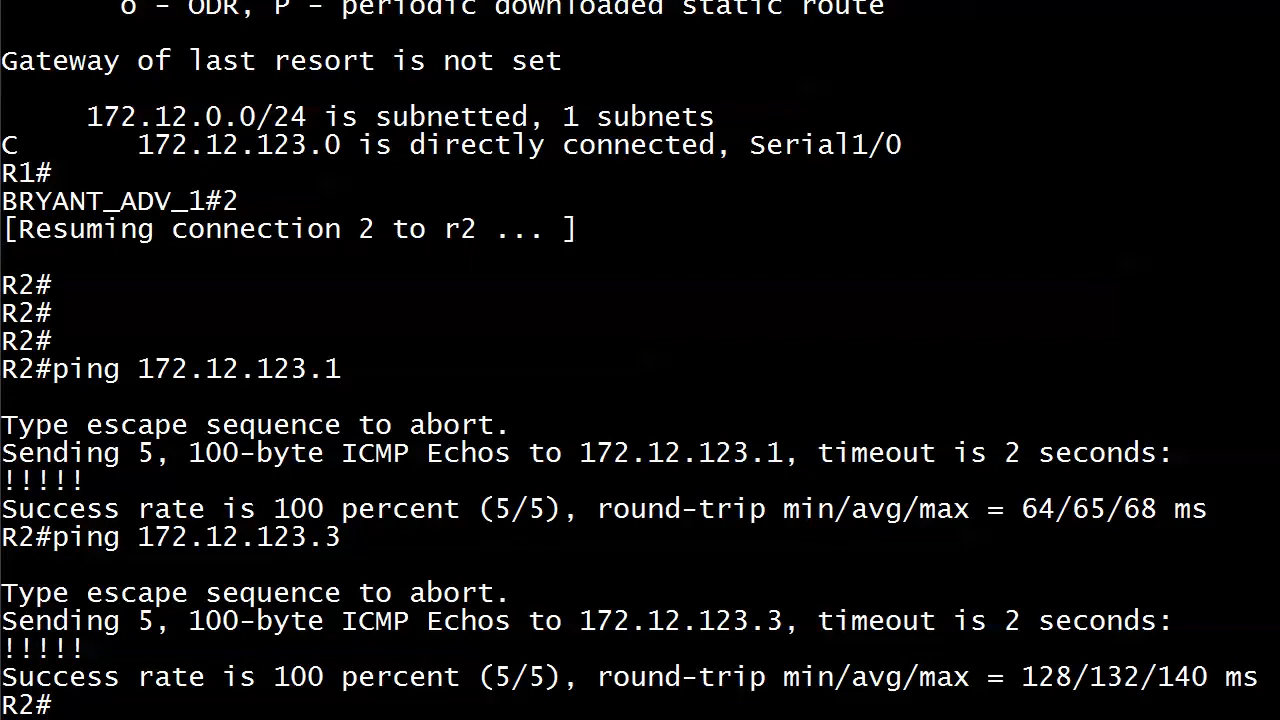 o - ODR, P - periodic downloaded static route
Gateway of last resort is not set
172.12.0.0/24 is subnetted, 1 subnets
C 172.12.123.0 is directly connected, Serial1/0
R1#
BRYANT_ADV_1#2
[Resuming connection 2 to r2 ... ]
R2#
R2#
R2#
R2#ping 172.12.123.1
Type escape sequence to abort.
Sending 5, 100-byte ICMP Echos to 172.12.123.1, timeout is 2 seconds:
!!!!!
Success rate is 100 percent (5/5), round-trip min/avg/max = 64/65/68 ms
R2#ping 172.12.123.3
Type escape sequence to abort.
Sending 5, 100-byte ICMP Echos to 172.12.123.3, timeout is 2 seconds:
!!!!!
Success rate is 100 percent (5/5), round-trip min/avg/max = 128/132/140 ms
R2#